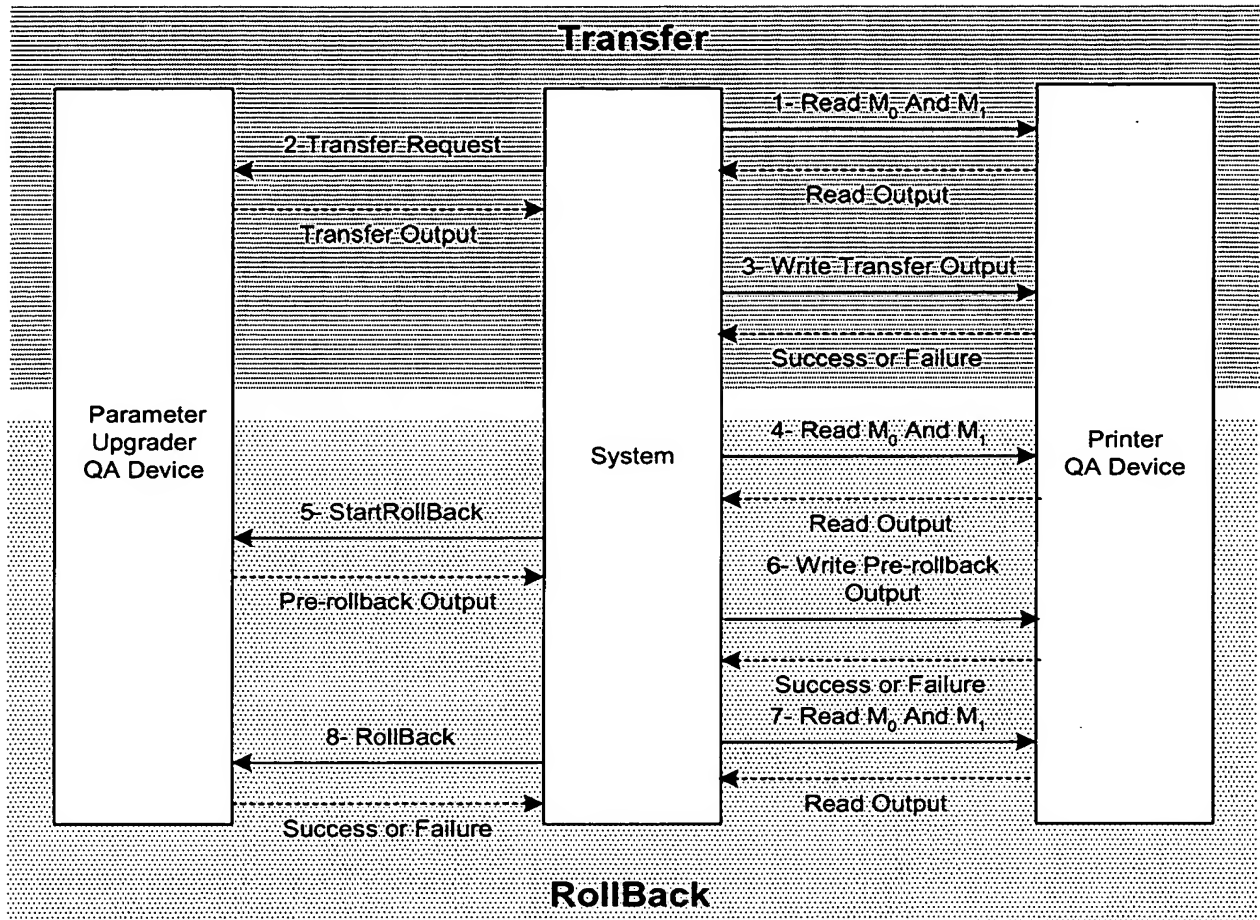 Transfer
1- Read M₀ And M₁
2-Transfer Request
Read Output
Transfer Output
3- Write Transfer Output
Success or Failure
Parameter
Upgrader
QA Device
System
Printer
QA Device
4- Read M₀ And M₁
Read Output
5- StartRollBack
6- Write Pre-rollback
Output
Pre-rollback Output
Success or Failure
7- Read M₀ And M₁
8- RollBack
Read Output
Success or Failure
RollBack